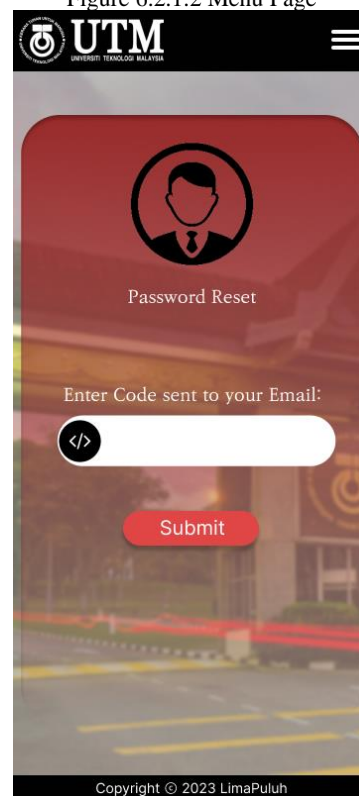 Figure 6.2.1.2 Menu Page
UTM
UNIVERSITI TEKNOLOGI MALAYSIA
Password Reset
Enter Code sent to your Email:
</>
Submit
Copyright © 2023 LimaPuluh